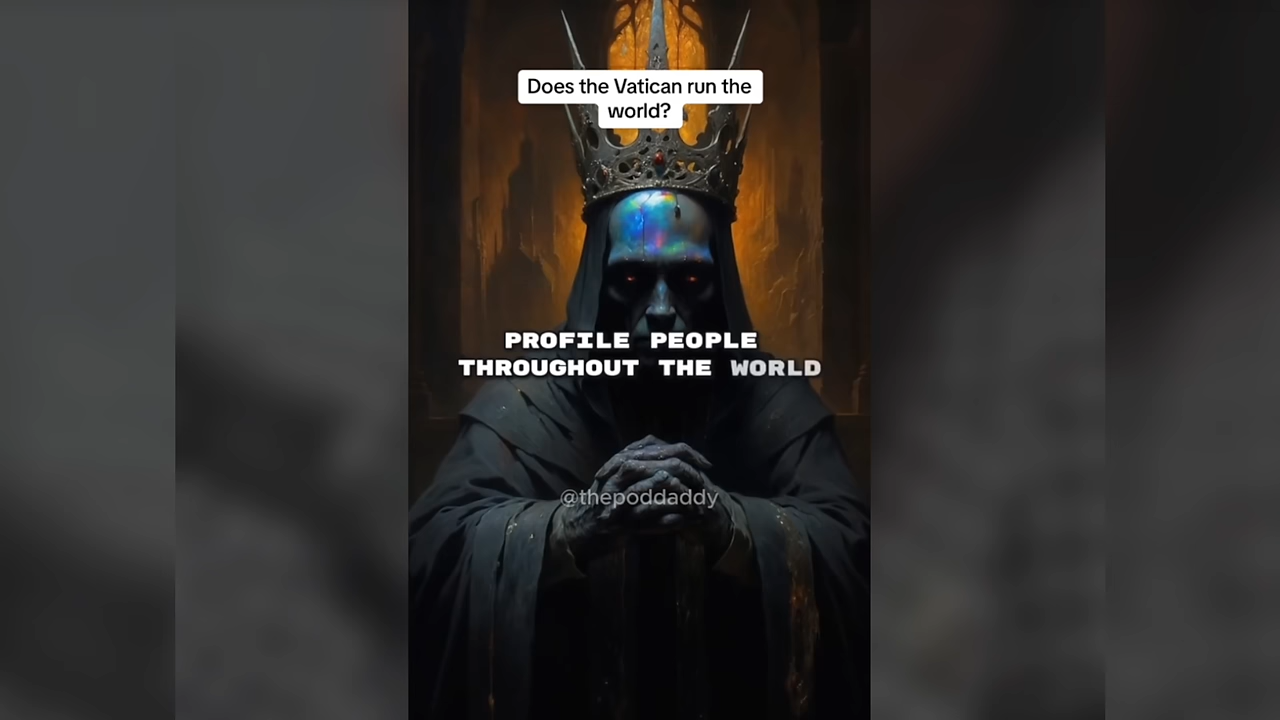 Does the Vatican run the
world?
PROFILE PEOPLE
THROUGHOUT THE WORLD
@thepoddaddy